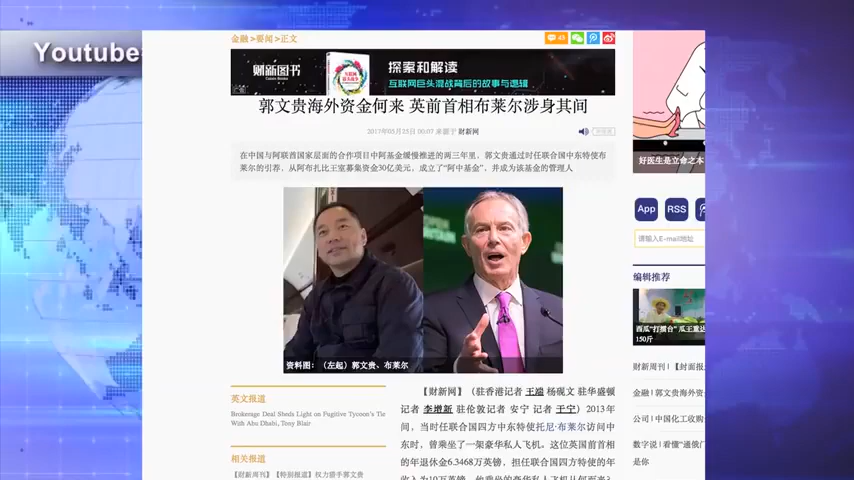 Youtube
金融>要闻>正文
43
财新图书
Caixin Books
探索和解读
互联网巨头混战背后的故事与逻辑
广告
郭文贵海外资金何来 英前首相布莱尔涉身其间
2017年05月25日 00:07 来源于 财新网
在中国与阿联酋国家层面的合作项目中阿基金缓慢推进的两三年里，郭文贵通过时任联合国中东特使布
莱尔的引荐，从阿布扎比王室募集资金30亿美元，成立了“阿中基金”，并成为该基金的管理人
资料图：（左起）郭文贵、布莱尔
英文报道
Brokerage Deal Sheds Light on Fugitive Tycoon's Tie
With Abu Dhabi, Tony Blair
相关报道
【财新周刊】【特别报道】权力猎手郭文贵
【财新网】（驻香港记者 王端 杨砚文 驻华盛顿
记者 李增新 驻伦敦记者 安宁 记者 于宁）2013年
间，当时任联合国四方中东特使托尼·布莱尔访问中
东时，曾乘坐了一架豪华私人飞机。这位英国前首相
的年退休金6.3468万英镑，担任联合国四方特使的年
好医生是立命之本
App
RSS
请输入E-mail地址
编辑推荐
西瓜“打擂台” 瓜王重达
150斤
财新周刊 |【封面报
金融 | 郭文贵海外资
公司 | 中国化工收购
数字说 | 看懂“通俄门
是你